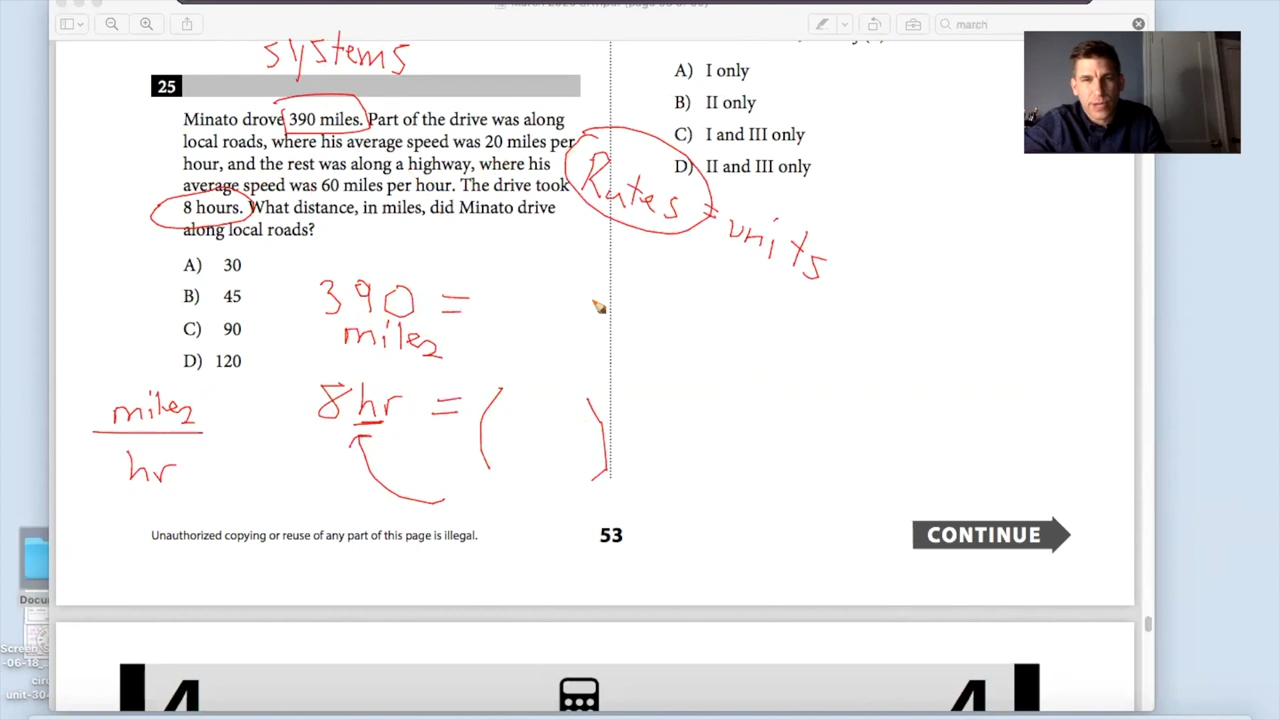 march
systems
25
Minato drove 390 miles. Part of the drive was along
local roads, where his average speed was 20 miles per
hour, and the rest was along a highway, where his
average speed was 60 miles per hour. The drive took
8 hours. What distance, in miles, did Minato drive
along local roads?
A) 30
B) 45
C) 90
D) 120
390 =
miles
8hr = ( )
miles
hr
A) I only
B) II only
C) I and III only
D) II and III only
Rates = units
Unauthorized copying or reuse of any part of this page is illegal.
53
CONTINUE
4
4